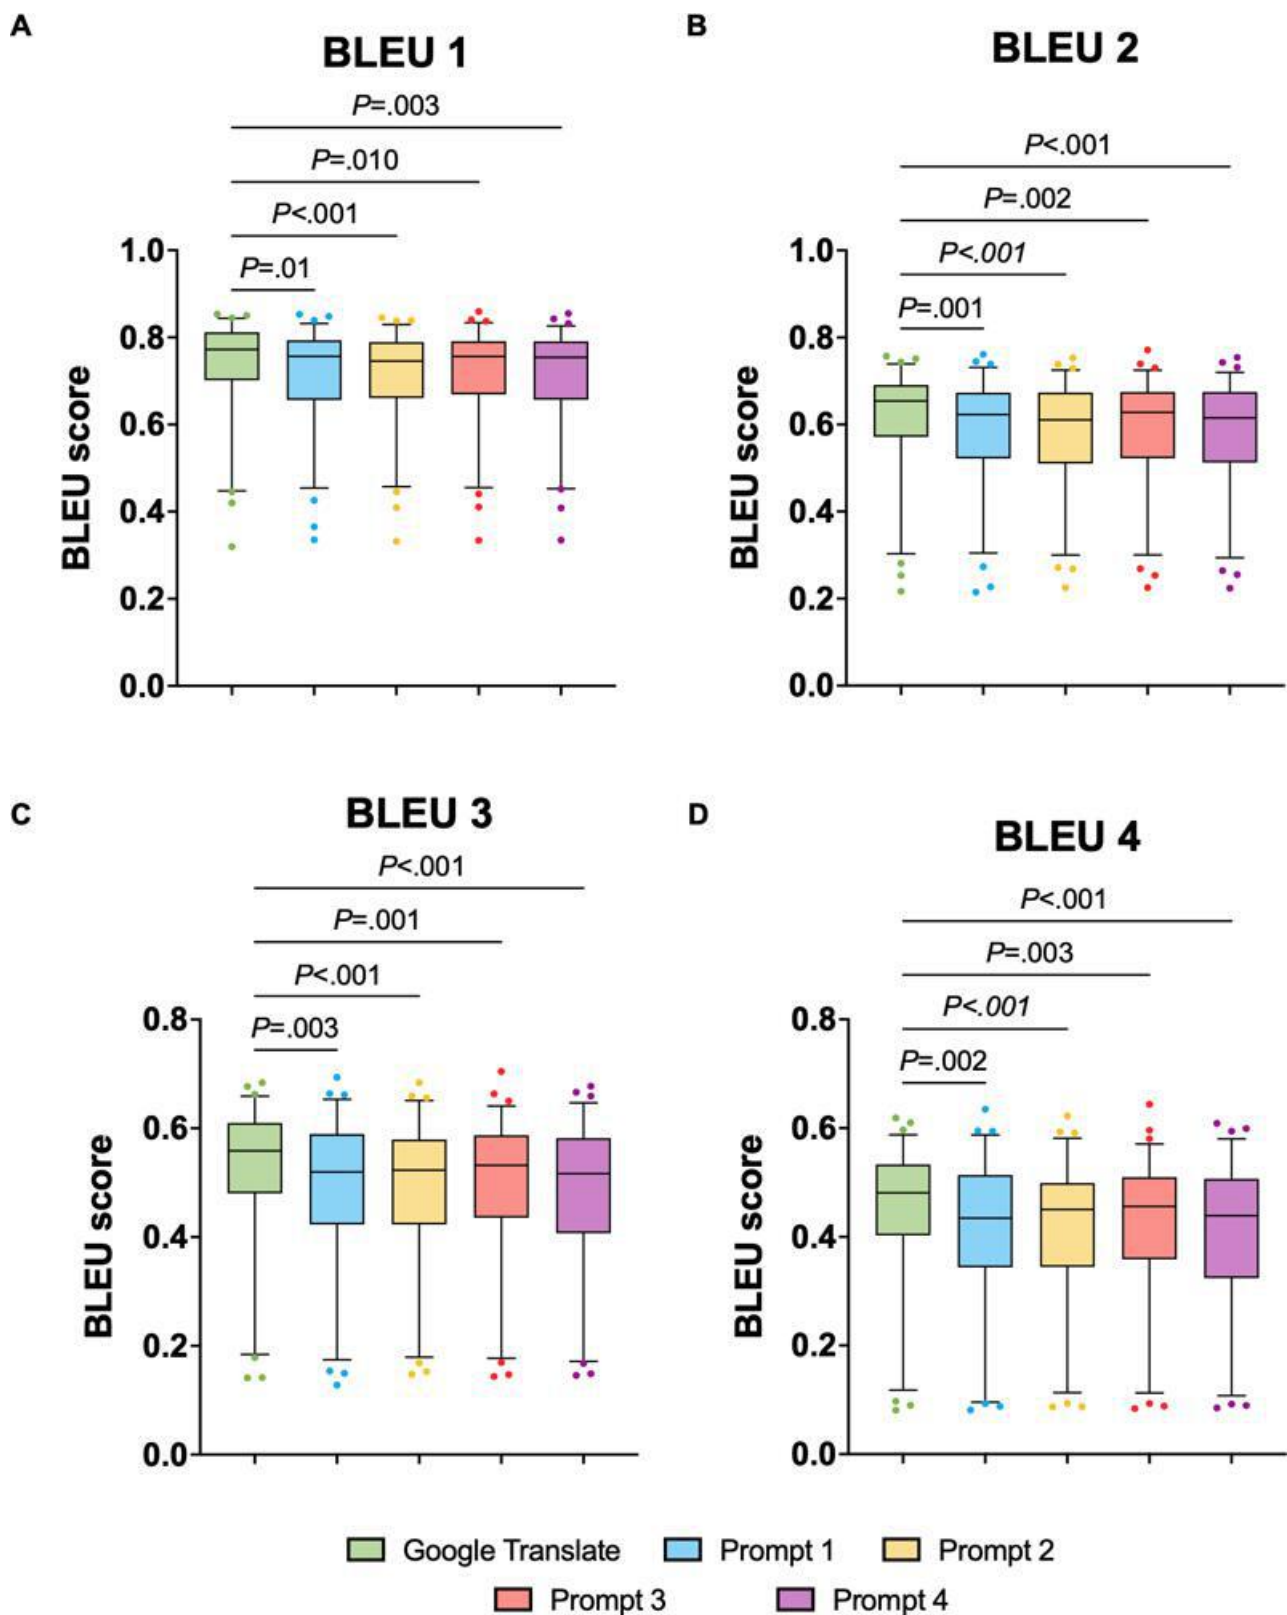 A
BLEU 1
P=.003
P=.010
P<.001
P=.01
1.0
0.8
0.6
0.4
0.2
0.0
BLEU score
B
BLEU 2
P<.001
P=.002
P<.001
P=.001
1.0
0.8
0.6
0.4
0.2
0.0
BLEU score
C
BLEU 3
P<.001
P=.001
P<.001
P=.003
0.8
0.6
0.4
0.2
0.0
BLEU score
D
BLEU 4
P<.001
P=.003
P<.001
P=.002
0.8
0.6
0.4
0.2
0.0
BLEU score
Google Translate
Prompt 1
Prompt 2
Prompt 3
Prompt 4